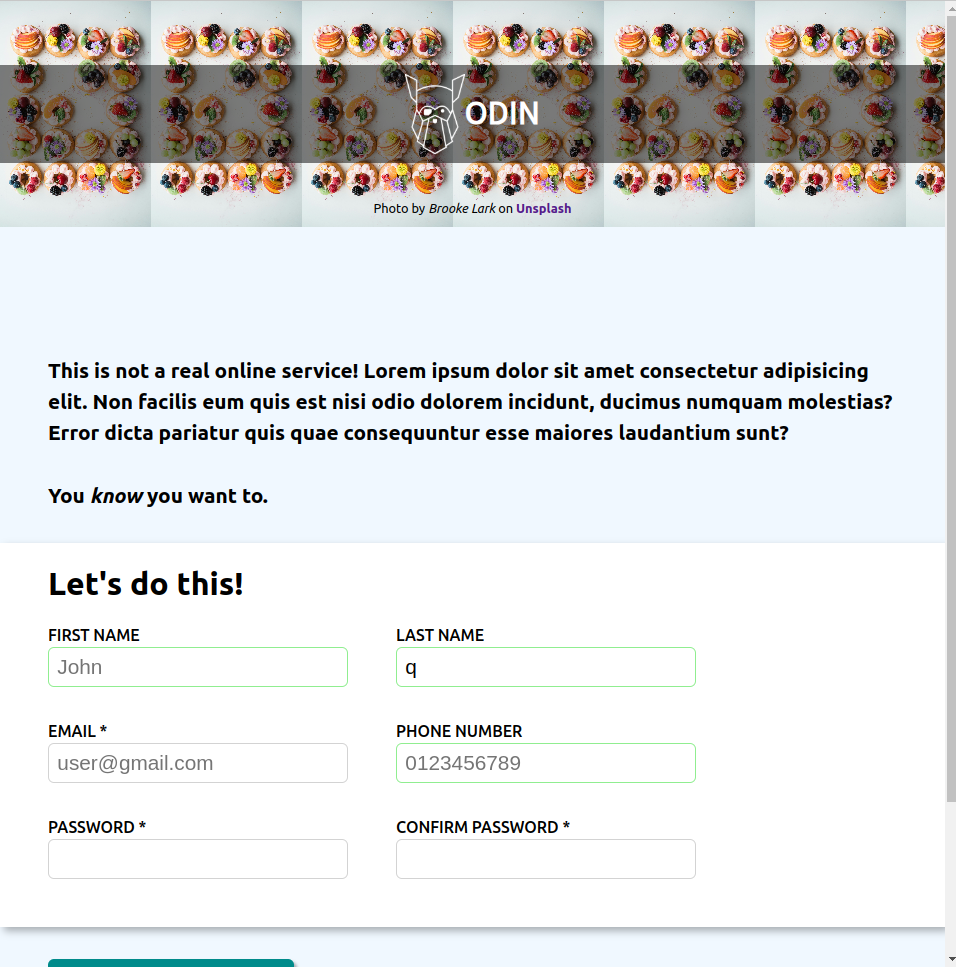 ODIN
Photo by Brooke Lark on Unsplash
This is not a real online service! Lorem ipsum dolor sit amet consectetur adipisicing
elit. Non facilis eum quis est nisi odio dolorem incidunt, ducimus numquam molestias?
Error dicta pariatur quis quae consequuntur esse maiores laudantium sunt?
You know you want to.
Let's do this!
FIRST NAME LAST NAME
John q
EMAIL * PHONE NUMBER
user@gmail.com 0123456789
PASSWORD * CONFIRM PASSWORD *